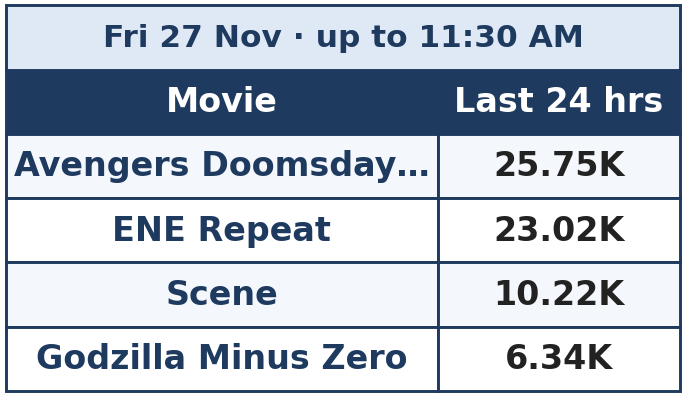 Fri 27 Nov · up to 11:30 AM
Movie Last 24 hrs
Avengers Doomsday... 25.75K
ENE Repeat 23.02K
Scene 10.22K
Godzilla Minus Zero 6.34K